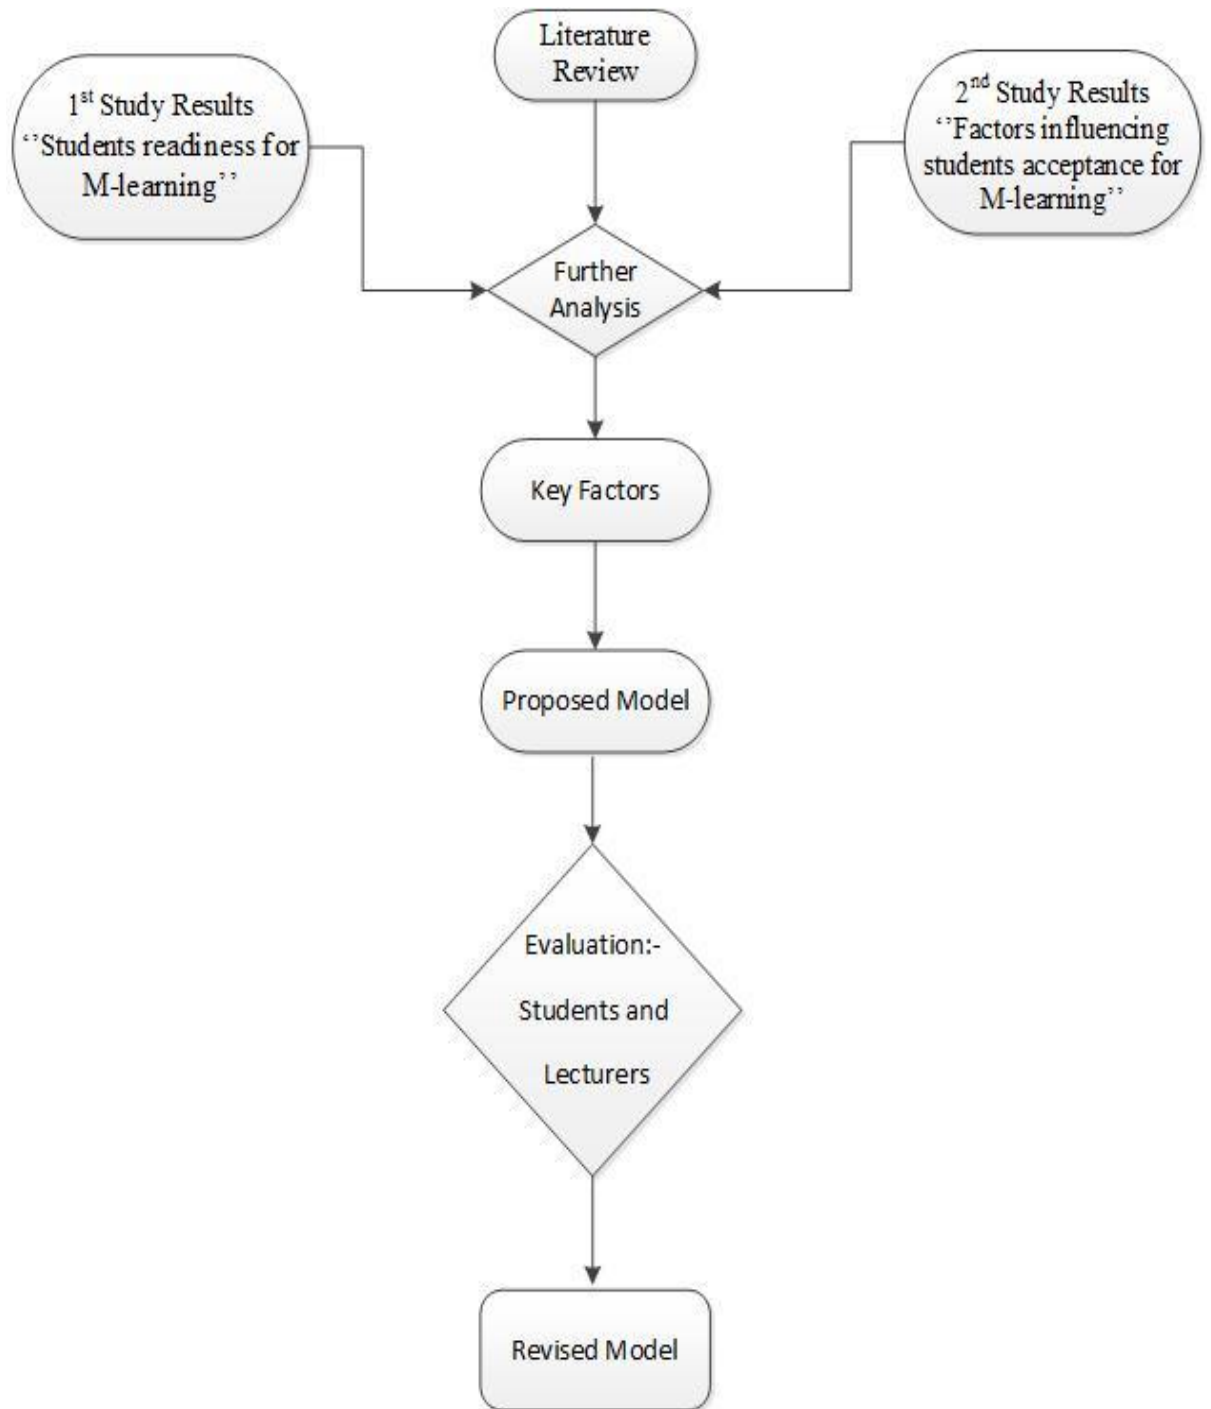 Literature
Review
1st Study Results
‘’Students readiness for
M-learning’’
2nd Study Results
‘’Factors influencing
students acceptance for
M-learning’’
Further
Analysis
Key Factors
Proposed Model
Evaluation:-
Students and
Lecturers
Revised Model